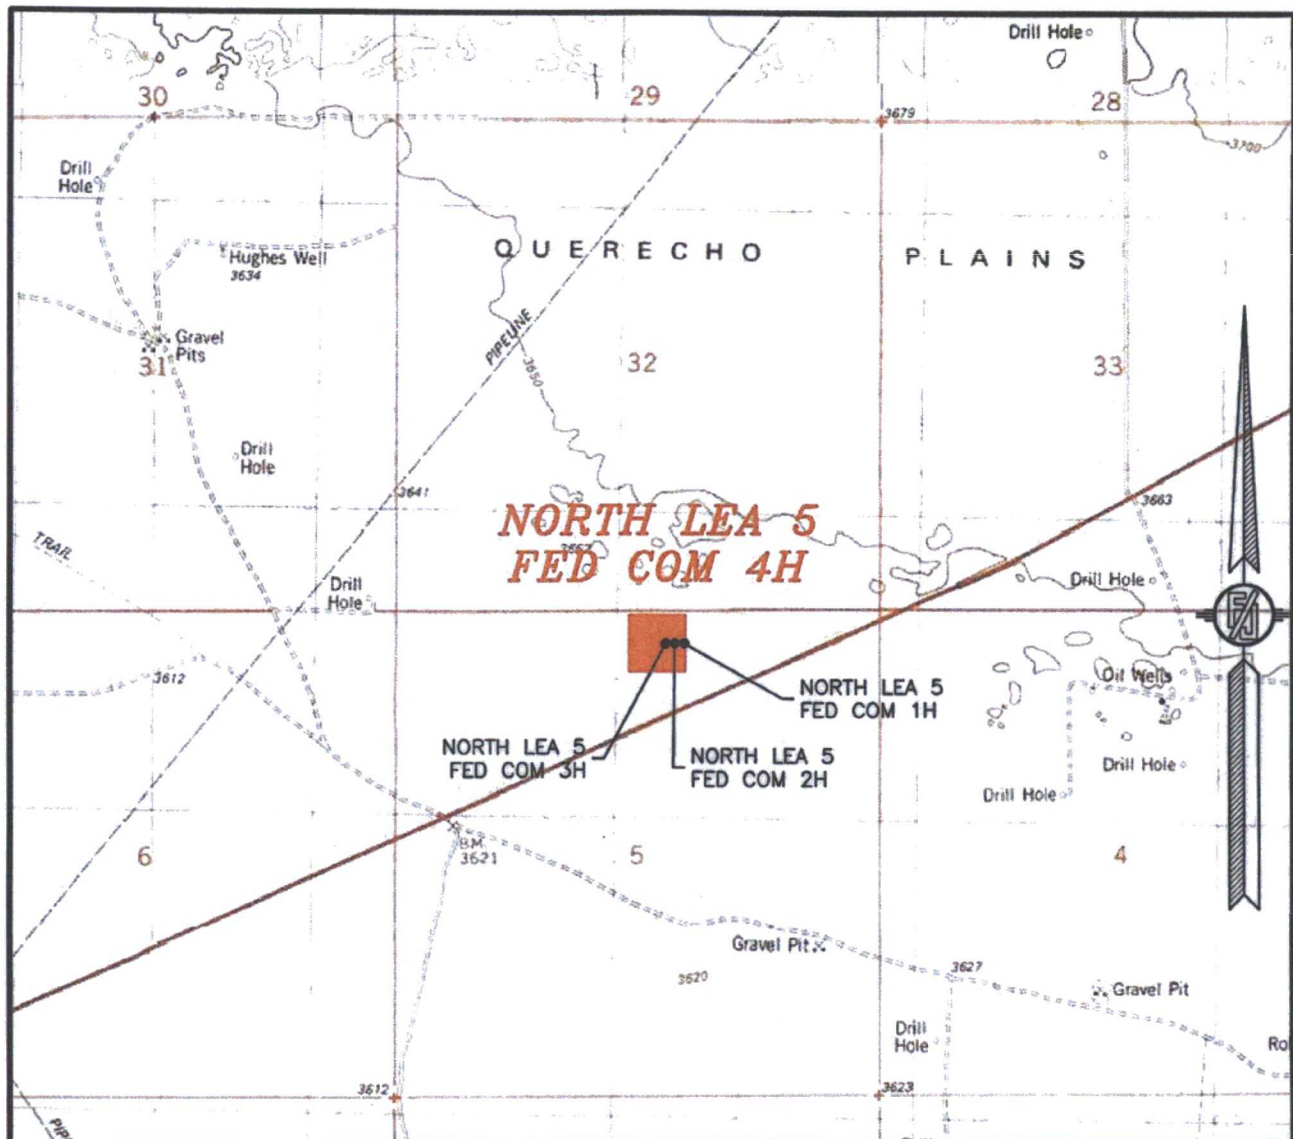 Drill Hole
30
29
28
3679
3700
Drill
Hole
QUERECHO PLAINS
Hughes Well
3634
PIPELINE
Gravel
Pits
31
32
33
3650
Drill
Hole
3641
3663
NORTH LEA 5
FED COM 4H
TRAIL
Drill
Hole
Drill Hole
3612
Oil Wells
NORTH LEA 5
FED COM 1H
NORTH LEA 5
FED COM 3H
NORTH LEA 5
FED COM 2H
Drill Hole
Drill Hole
BM
3621
6
5
4
Gravel Pit
3620
3627
Gravel Pit
Drill
Hole
3612
3623